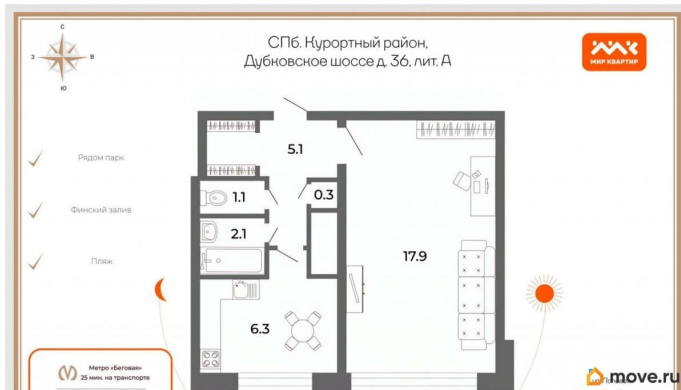 СПб. Курортный район,
Дубковское шоссе д. 36, лит. А
МИР КВАРТИР
С
З
В
Ю
Рядом парк
Финский залив
Пляж
5.1
1.1
0.3
2.1
17.9
6.3
Метро «Беговая»
25 мин. на транспорте
move.ru